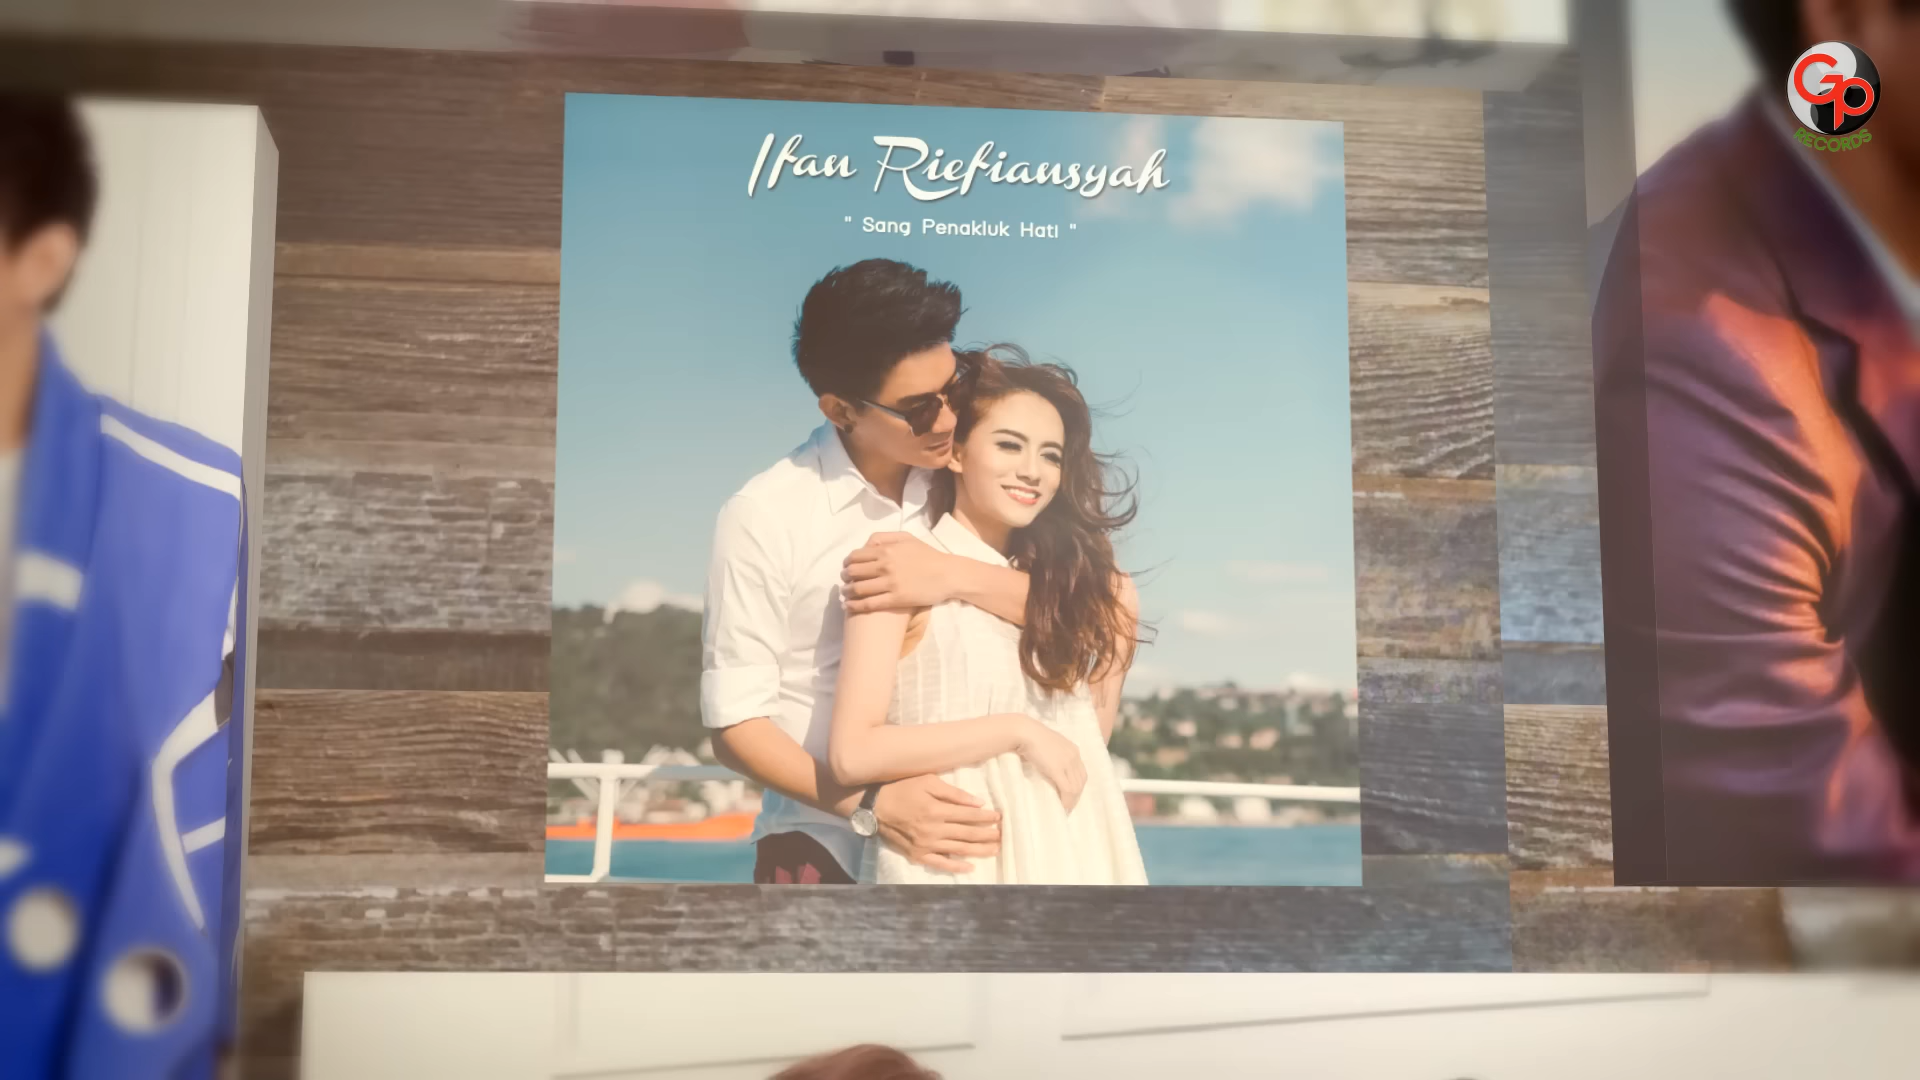 Ifan Riefiansyah
" Sang Penakluk Hati "
GP
RECORDS